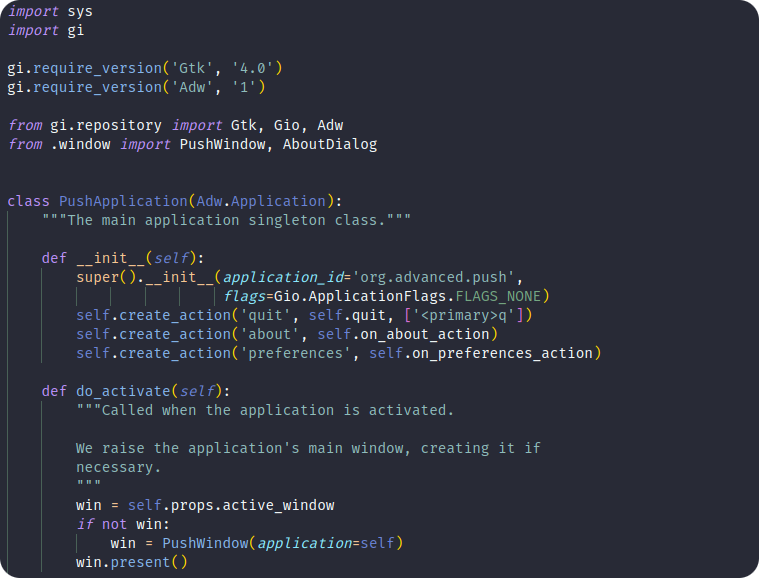 import sys
import gi

gi.require_version('Gtk', '4.0')
gi.require_version('Adw', '1')

from gi.repository import Gtk, Gio, Adw
from .window import PushWindow, AboutDialog


class PushApplication(Adw.Application):
    """The main application singleton class."""

    def __init__(self):
        super().__init__(application_id='org.advanced.push',
                         flags=Gio.ApplicationFlags.FLAGS_NONE)
        self.create_action('quit', self.quit, ['<primary>q'])
        self.create_action('about', self.on_about_action)
        self.create_action('preferences', self.on_preferences_action)

    def do_activate(self):
        """Called when the application is activated.

        We raise the application's main window, creating it if
        necessary.
        """
        win = self.props.active_window
        if not win:
            win = PushWindow(application=self)
        win.present()